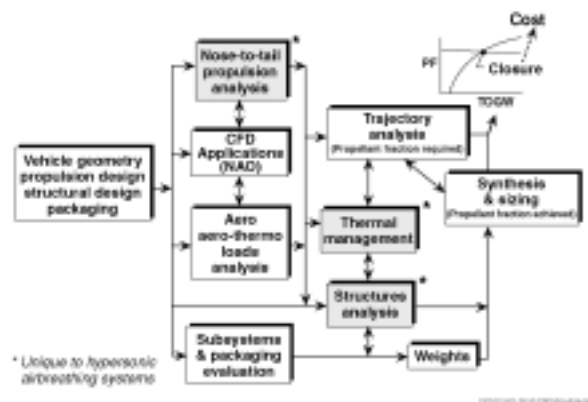 Cost
PF
Closure
TOGW
*
Nose-to-tail
propulsion
analysis
CFD
Applications
(NAO)
Aero
aero-thermo
loads
analysis
Vehicle geometry
propulsion design
structural design
packaging
Trajectory
analysis
(Propellant fraction required)
Synthesis
& sizing
(Propellant fraction achieved)
*
Thermal
management
*
Structures
analysis
Subsystems
& packaging
evaluation
Weights
* Unique to hypersonic
airbreathing systems